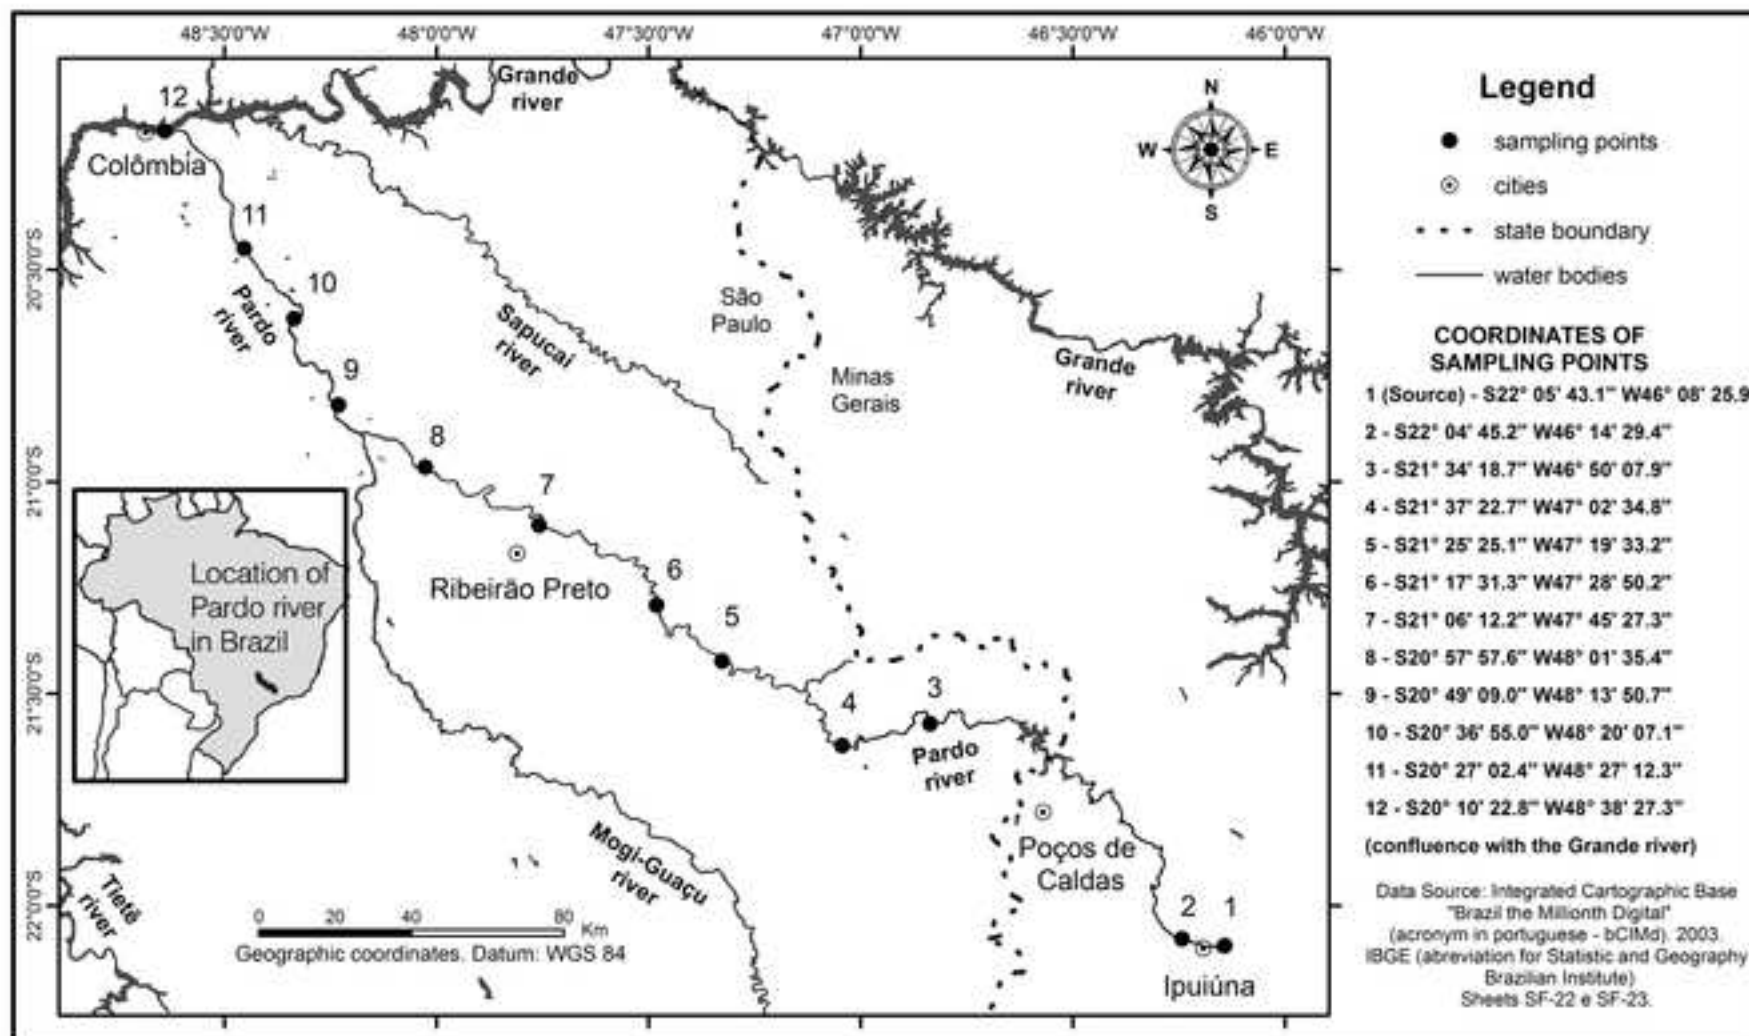 48°30'0"W
48°0'0"W
47°30'0"W
47°0'0"W
46°30'0"W
46°0'0"W
20°30'0"S
21°0'0"S
21°30'0"S
22°0'0"S
12
Grande
river
Colômbia
11
10
Pardo
river
9
Sapucaí
river
São
Paulo
Minas
Gerais
Grande
river
8
7
Ribeirão Preto
6
5
4
3
Pardo
river
Location of
Pardo river
in Brazil
Mogi-Guaçu
river
Poços de
Caldas
2
1
Ipuiúna
Tietê
river
0 20 40 80
Km
Geographic coordinates. Datum: WGS 84
N
W
E
S
Legend
sampling points
cities
state boundary
water bodies
COORDINATES OF
SAMPLING POINTS
1 (Source) - S22° 05' 43.1" W46° 08' 25.9
2 - S22° 04' 45.2" W46° 14' 29.4"
3 - S21° 34' 18.7" W46° 50' 07.9"
4 - S21° 37' 22.7" W47° 02' 34.8"
5 - S21° 25' 25.1" W47° 19' 33.2"
6 - S21° 17' 31.3" W47° 28' 50.2"
7 - S21° 06' 12.2" W47° 45' 27.3"
8 - S20° 57' 57.6" W48° 01' 35.4"
9 - S20° 49' 09.0" W48° 13' 50.7"
10 - S20° 36' 55.0" W48° 20' 07.1"
11 - S20° 27' 02.4" W48° 27' 12.3"
12 - S20° 10' 22.8" W48° 38' 27.3"
(confluence with the Grande river)
Data Source: Integrated Cartographic Base
"Brazil the Millionth Digital"
(acronym in portuguese - bCIMd). 2003.
IBGE (abreviation for Statistic and Geography
Brazilian Institute)
Sheets SF-22 e SF-23.